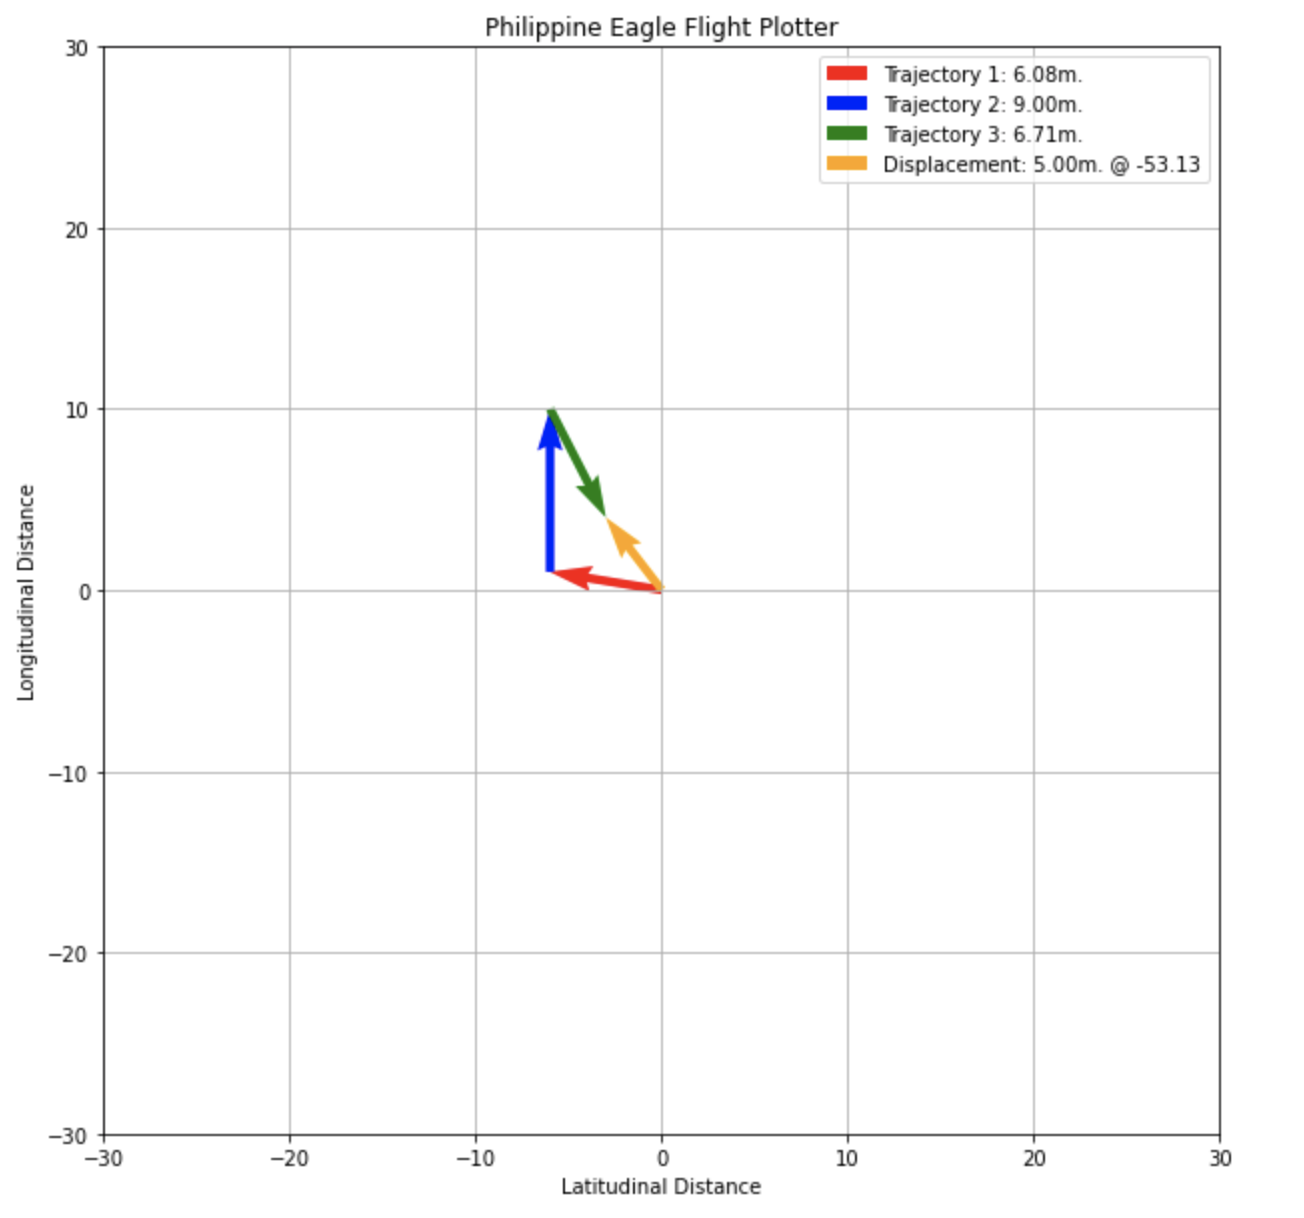 Philippine Eagle Flight Plotter
Trajectory 1: 6.08m.
Trajectory 2: 9.00m.
Trajectory 3: 6.71m.
Displacement: 5.00m. @ -53.13
30
20
10
0
−10
−20
−30
Longitudinal Distance
−30 −20 −10 0 10 20 30
Latitudinal Distance